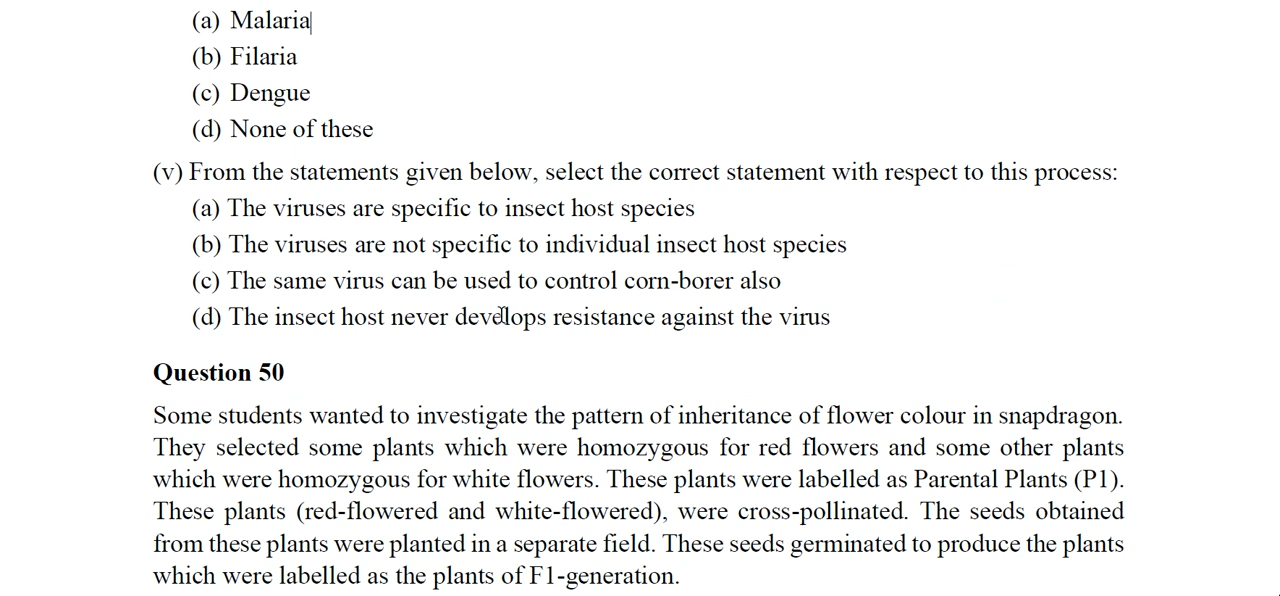 (a) Malaria
(b) Filaria
(c) Dengue
(d) None of these
(v) From the statements given below, select the correct statement with respect to this process:
(a) The viruses are specific to insect host species
(b) The viruses are not specific to individual insect host species
(c) The same virus can be used to control corn-borer also
(d) The insect host never develops resistance against the virus
Question 50
Some students wanted to investigate the pattern of inheritance of flower colour in snapdragon.
They selected some plants which were homozygous for red flowers and some other plants
which were homozygous for white flowers. These plants were labelled as Parental Plants (P1).
These plants (red-flowered and white-flowered), were cross-pollinated. The seeds obtained
from these plants were planted in a separate field. These seeds germinated to produce the plants
which were labelled as the plants of F1-generation.